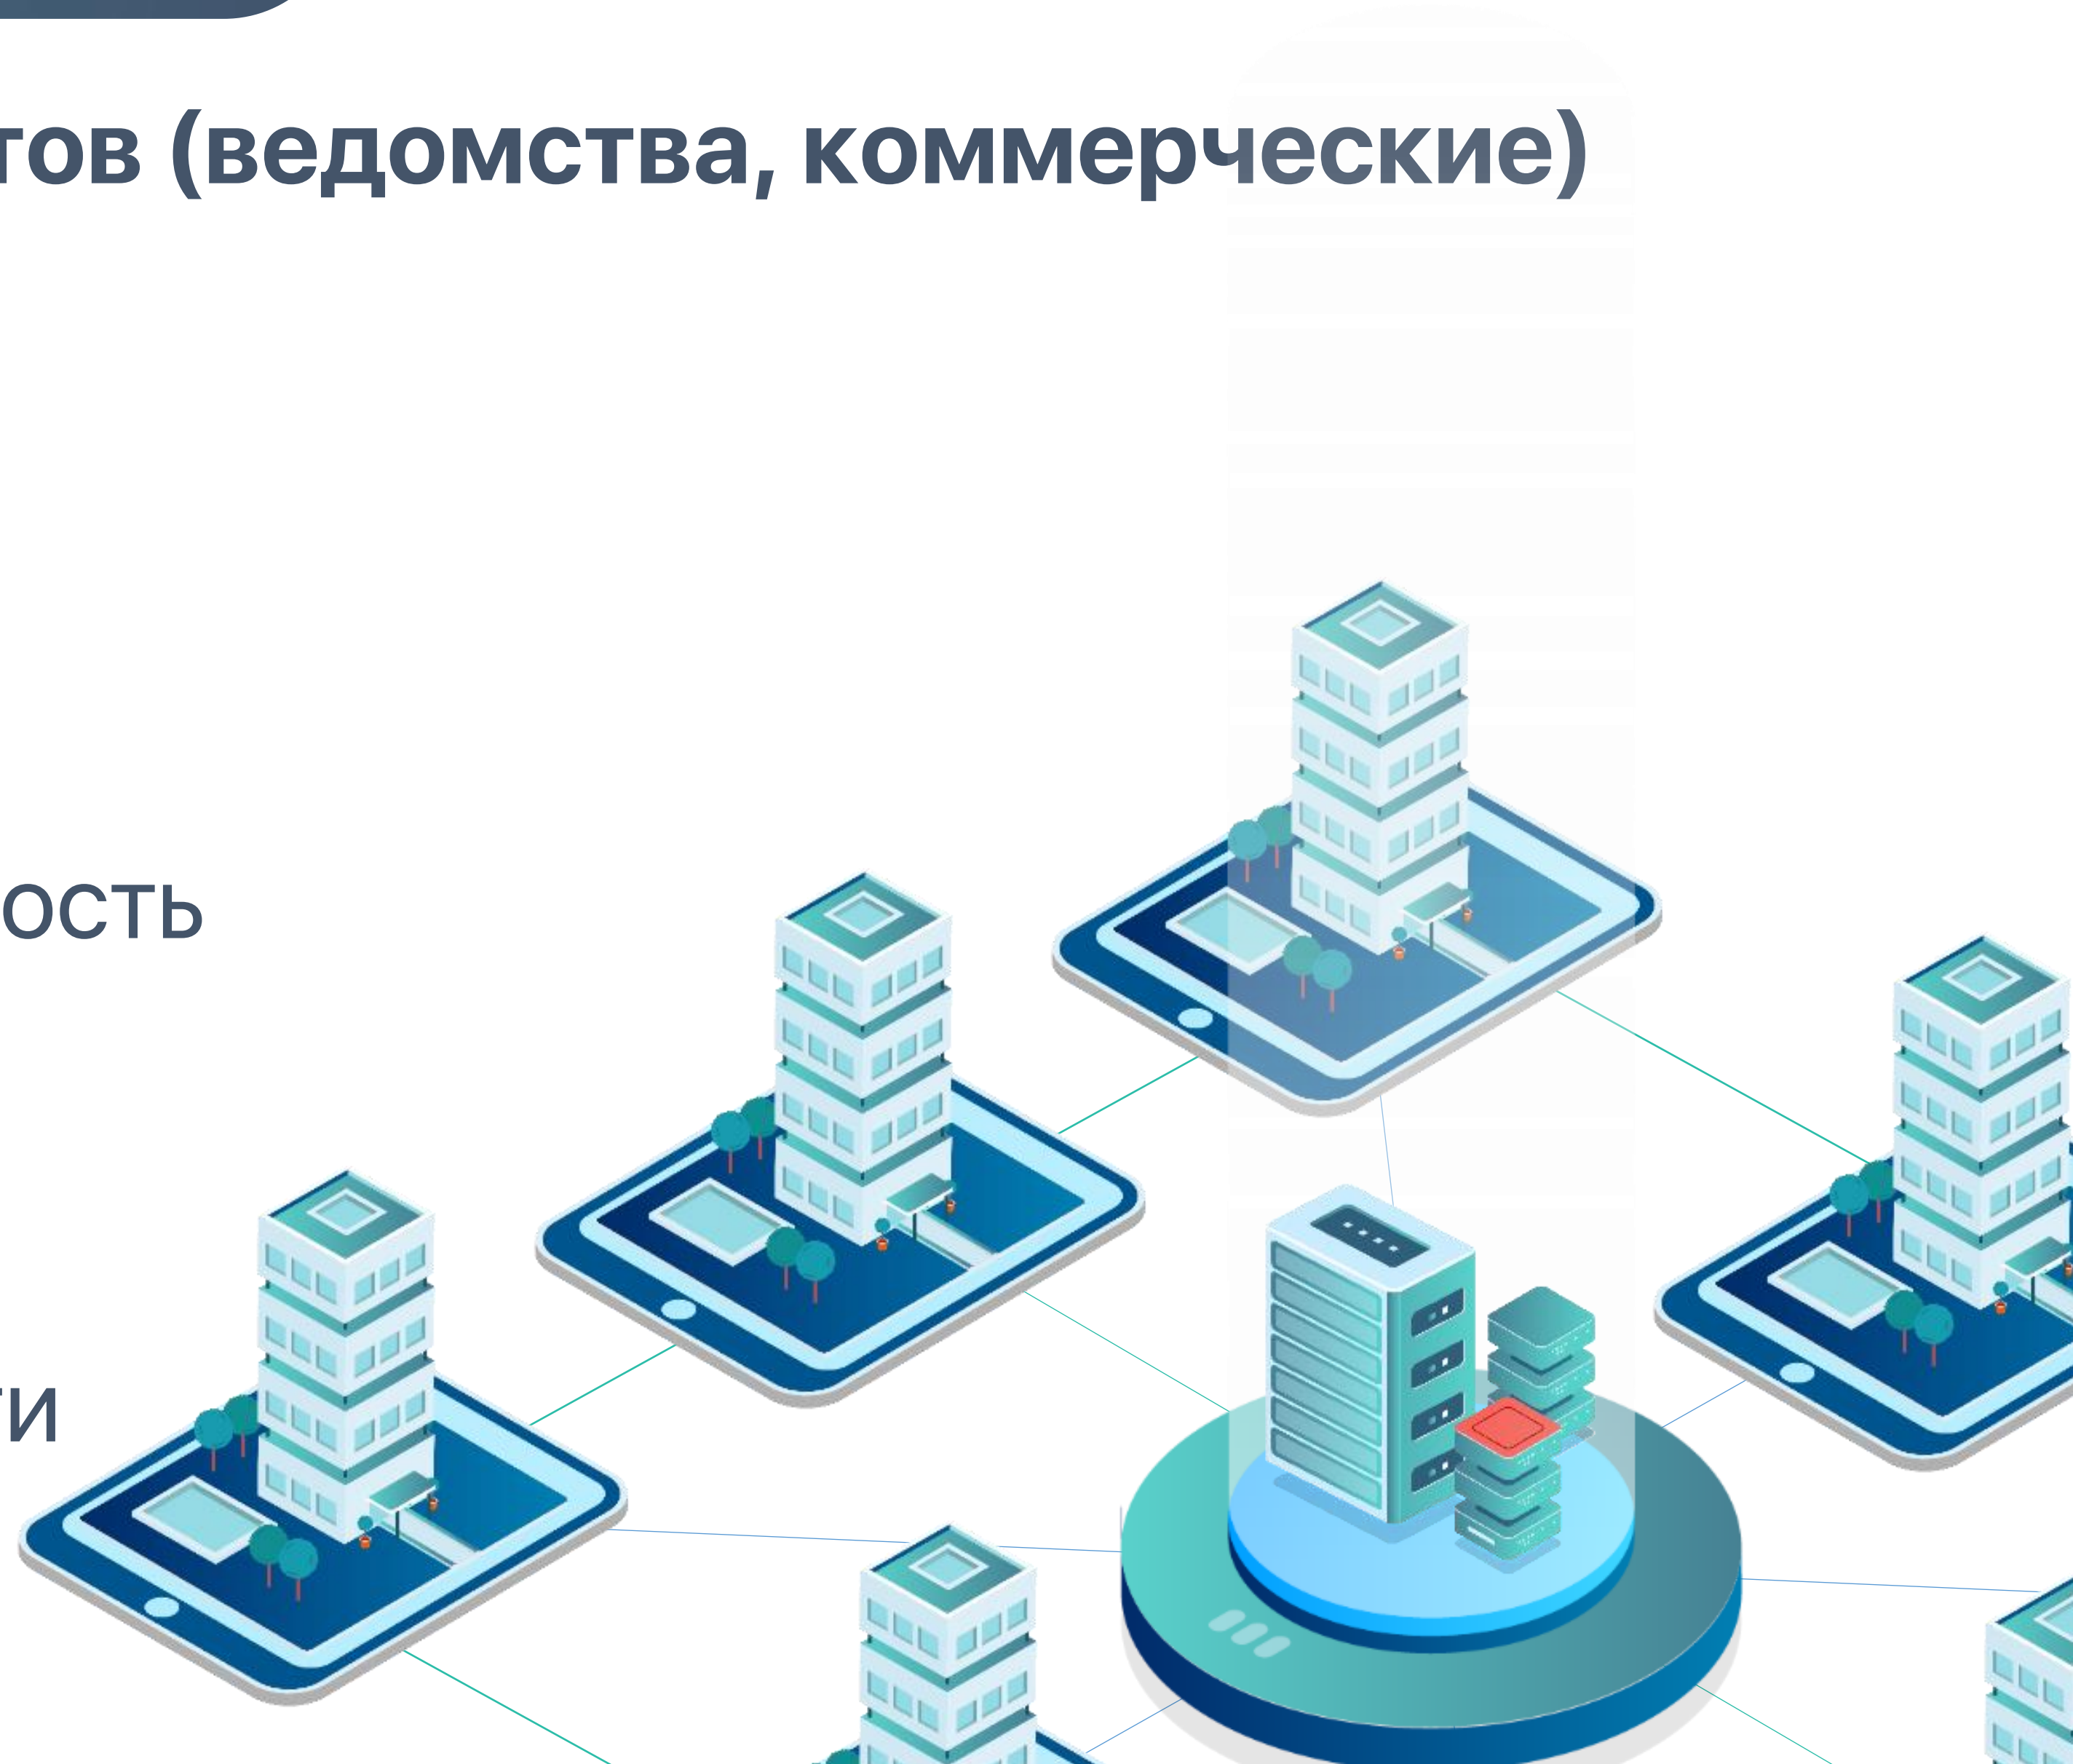 тов (ведомства, коммерческие)
ость
ти